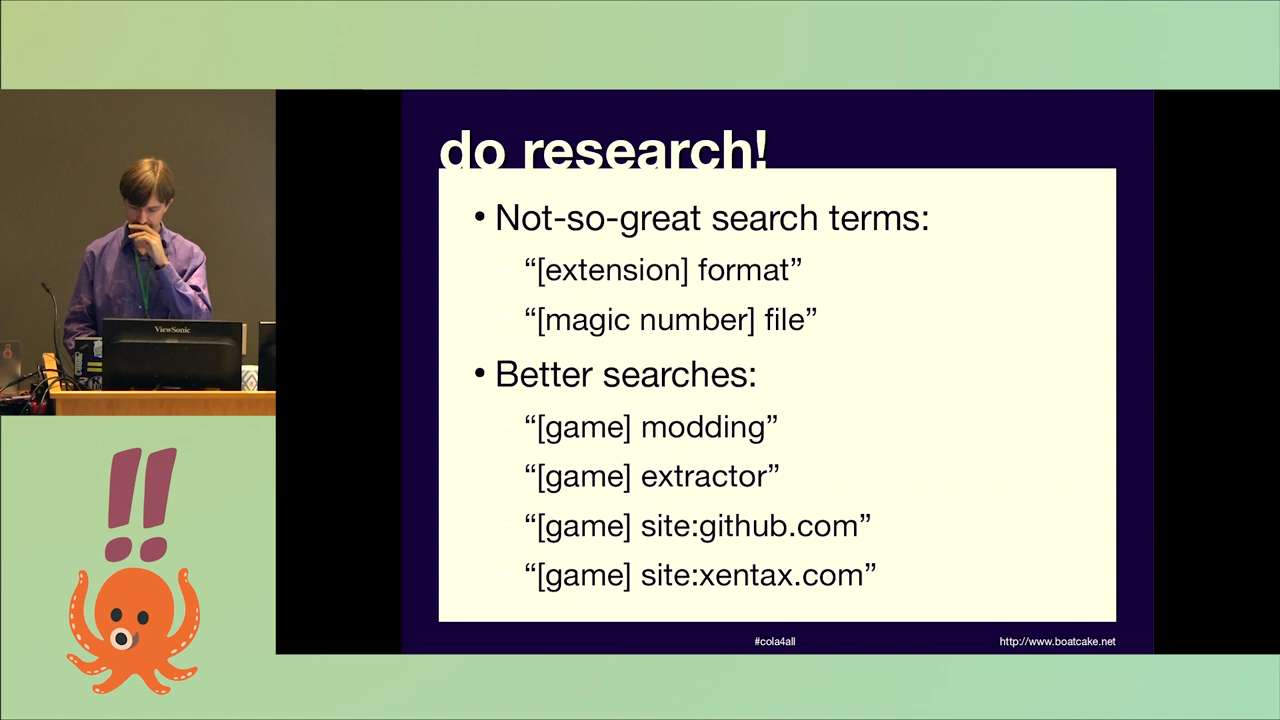 do research!
• Not-so-great search terms:
“[extension] format”
“[magic number] file”
• Better searches:
“[game] modding”
“[game] extractor”
“[game] site:github.com”
“[game] site:xentax.com”
#cola4all
http://www.boatcake.net
ViewSonic
!!